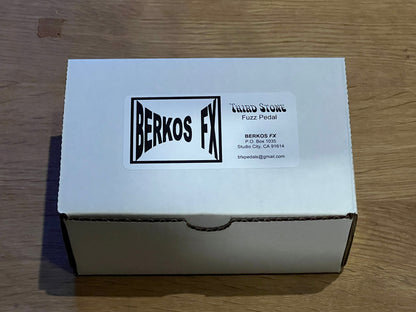 BERKOS FX
THIRD STONE
Fuzz Pedal
BERKOS FX
P.O. Box 1035
Studio City, CA 91614
bfxpedals@gmail.com